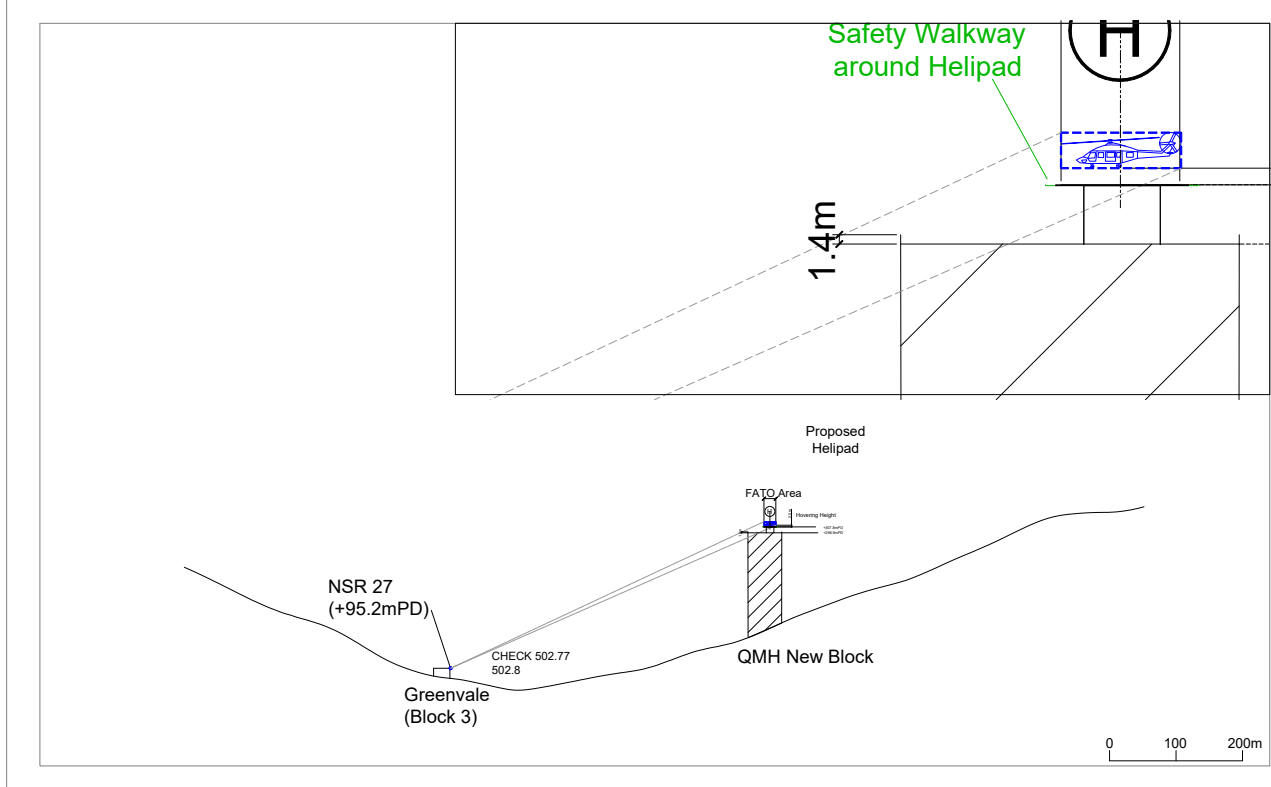 Safety Walkway
around Helipad
H
1.4m
Proposed
Helipad
FATO Area
H
Hovering Height
NSR 27
(+95.2mPD)
CHECK 502.77
502.8
QMH New Block
Greenvale
(Block 3)
0 100 200m